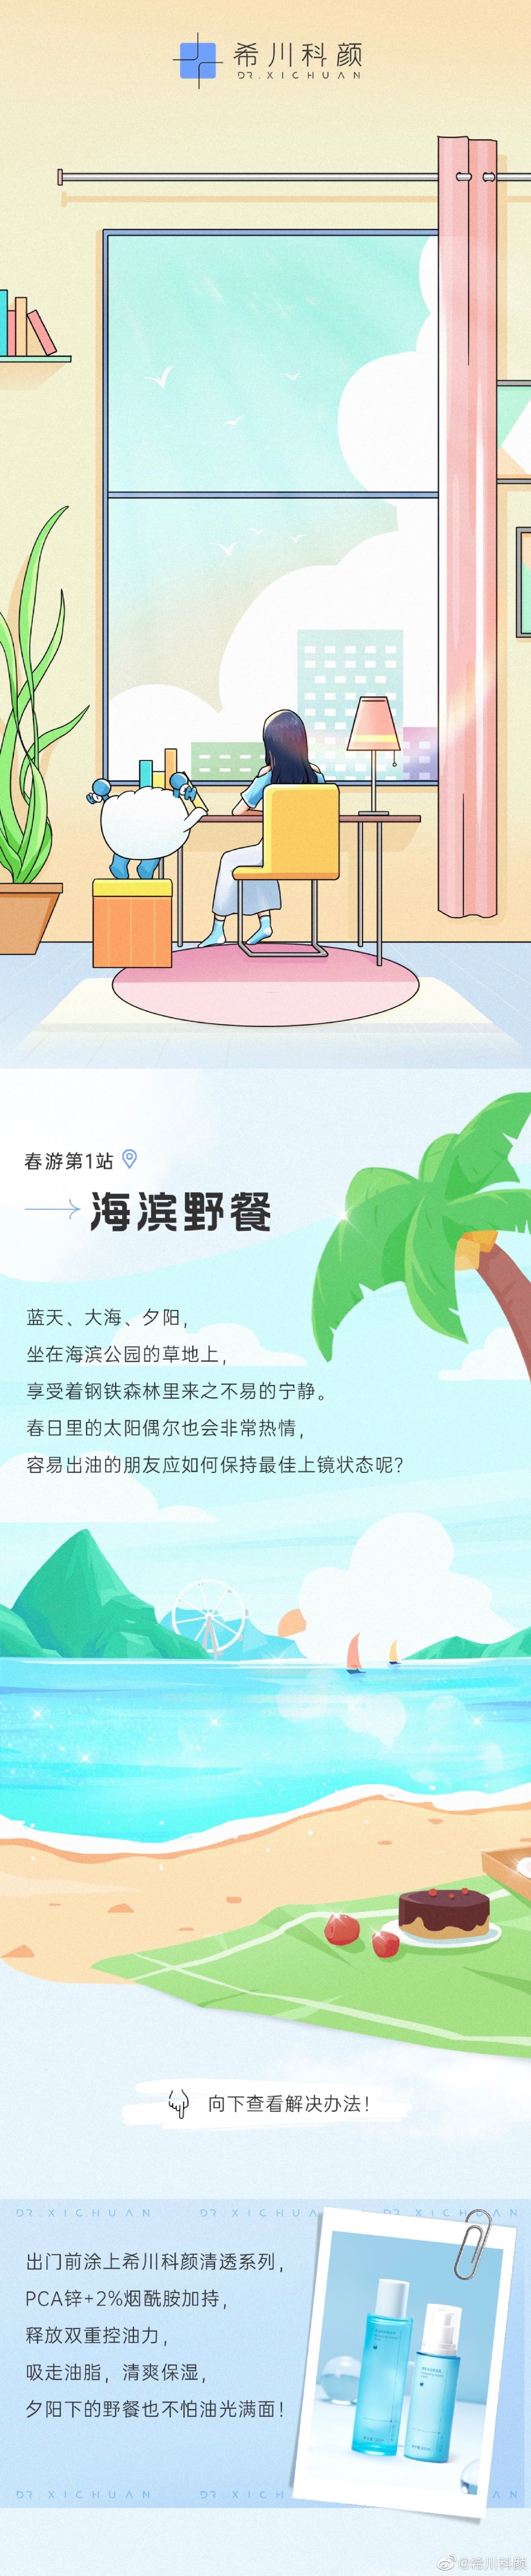 希川科颜
DR.XICHUAN
春游第1站
海滨野餐
蓝天、大海、夕阳，
坐在海滨公园的草地上，
享受着钢铁森林里来之不易的宁静。
春日里的太阳偶尔也会非常热情，
容易出油的朋友应如何保持最佳上镜状态呢？
向下查看解决办法！
DR.XICHUAN DR.XICHUAN DR.XICHUAN
出门前涂上希川科颜清透系列，
PCA锌+2%烟酰胺加持，
释放双重控油力，
吸走油脂，清爽保湿，
夕阳下的野餐也不怕油光满面！
DR.XICHUAN DR.XICHUAN
@希川科颜